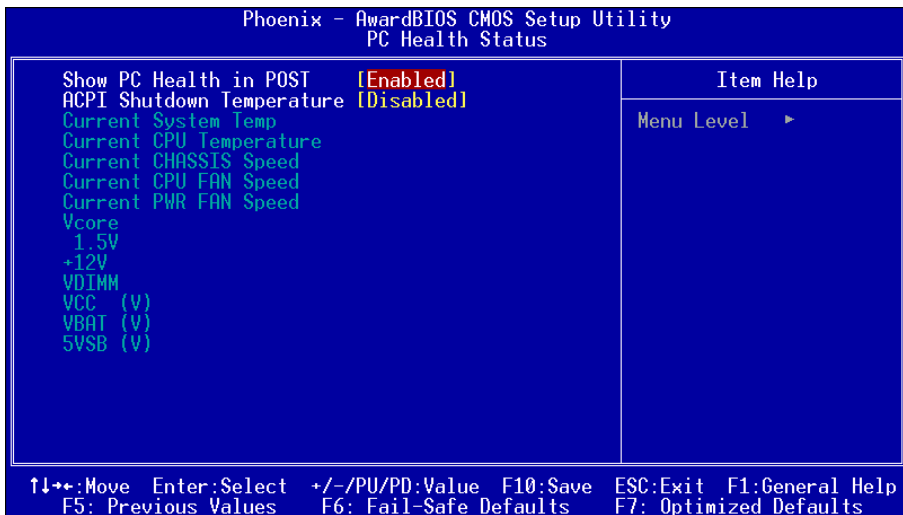 Phoenix - AwardBIOS CMOS Setup Utility
PC Health Status
Show PC Health in POST [Enabled]
ACPI Shutdown Temperature [Disabled]
Current System Temp
Current CPU Temperature
Current CHASSIS Speed
Current CPU FAN Speed
Current PWR FAN Speed
Vcore
1.5V
+12V
VDIMM
VCC (V)
VBAT (V)
5VSB (V)
Item Help
Menu Level ►
↑↓→←:Move Enter:Select +/-/PU/PD:Value F10:Save ESC:Exit F1:General Help
F5: Previous Values F6: Fail-Safe Defaults F7: Optimized Defaults